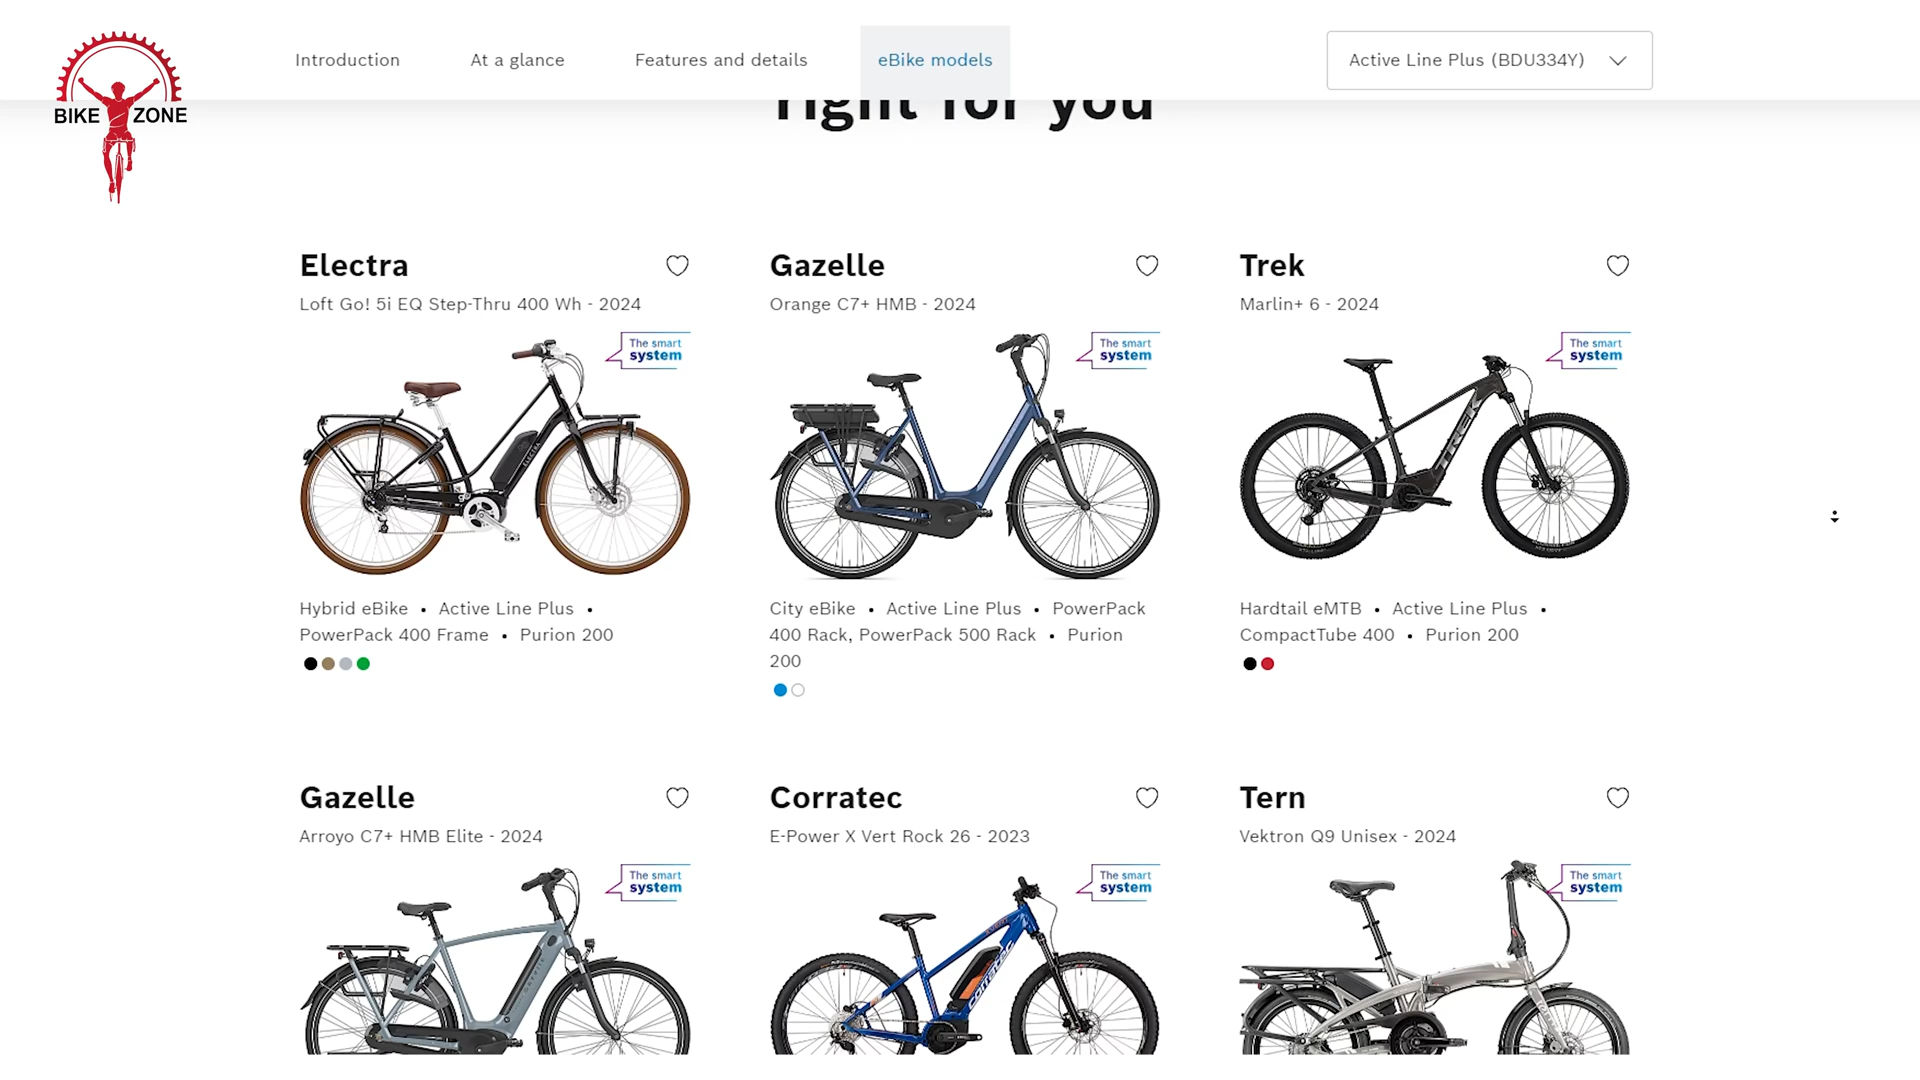 Introduction
At a glance
Features and details
eBike models
Active Line Plus (BDU334Y)
BIKE ZONE
right for you
Electra
Loft Go! 5i EQ Step-Thru 400 Wh - 2024
The smart
system
ELECTRA
Hybrid eBike • Active Line Plus •
PowerPack 400 Frame • Purion 200
Gazelle
Orange C7+ HMB - 2024
The smart
system
City eBike • Active Line Plus • PowerPack
400 Rack, PowerPack 500 Rack • Purion
200
Trek
Marlin+ 6 - 2024
The smart
system
TREK
Hardtail eMTB • Active Line Plus •
CompactTube 400 • Purion 200
Gazelle
Arroyo C7+ HMB Elite - 2024
The smart
system
GAZELLE
Corratec
E-Power X Vert Rock 26 - 2023
The smart
system
corratec
Tern
Vektron Q9 Unisex - 2024
The smart
system